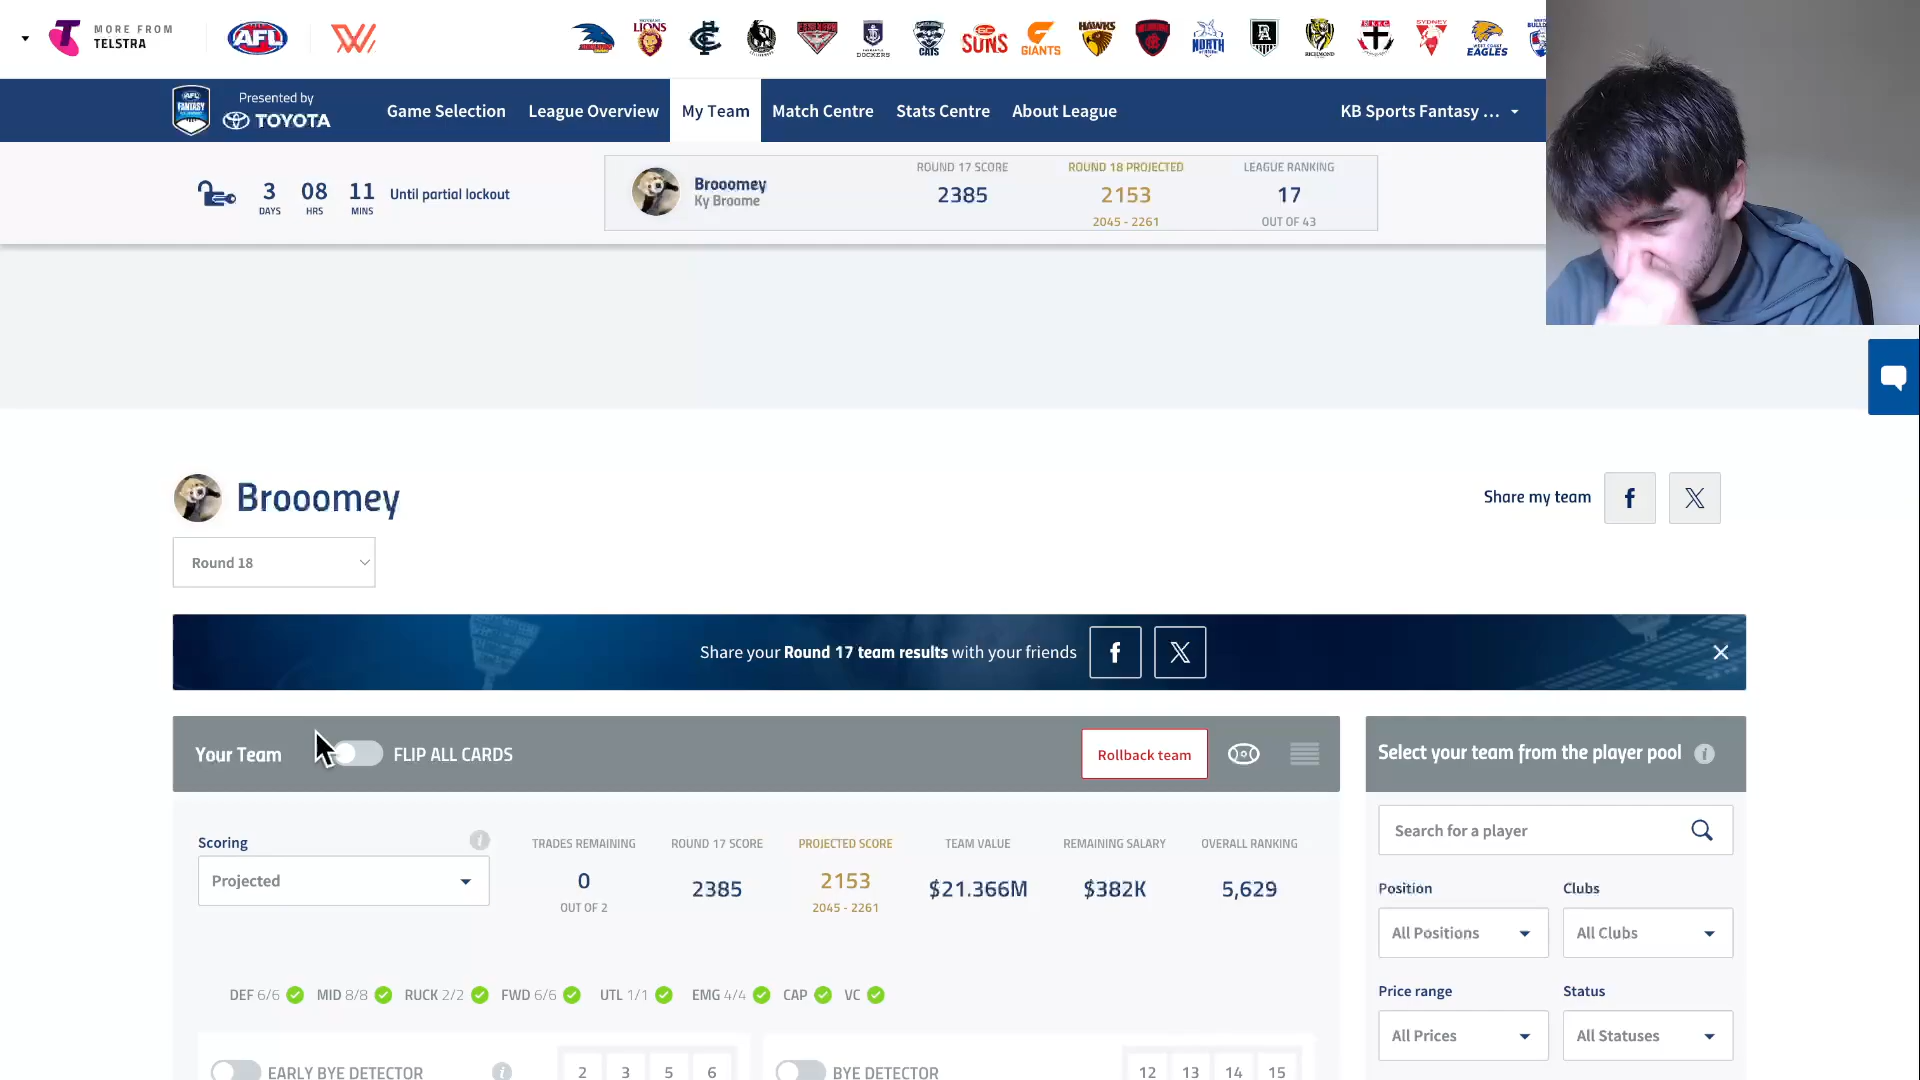 MORE FROM
TELSTRA
AFL
LIONS
CATS
SUNS
GIANTS
HAWKS
NORTH
RICHMOND
SYDNEY
WEST COAST
EAGLES
AFL
FANTASY
Presented by
TOYOTA
Game Selection
League Overview
My Team
Match Centre
Stats Centre
About League
KB Sports Fantasy ...
3
DAYS
08
HRS
11
MINS
Until partial lockout
Brooomey
Ky Broome
ROUND 17 SCORE
2385
ROUND 18 PROJECTED
2153
2045 - 2261
LEAGUE RANKING
17
OUT OF 43
Brooomey
Share my team
Round 18
Share your Round 17 team results with your friends
Your Team
FLIP ALL CARDS
Rollback team
Select your team from the player pool
Scoring
Projected
TRADES REMAINING
0
OUT OF 2
ROUND 17 SCORE
2385
PROJECTED SCORE
2153
2045 - 2261
TEAM VALUE
$21.366M
REMAINING SALARY
$382K
OVERALL RANKING
5,629
Search for a player
Position
Clubs
All Positions
All Clubs
Price range
Status
All Prices
All Statuses
DEF 6/6
MID 8/8
RUCK 2/2
FWD 6/6
UTL 1/1
EMG 4/4
CAP
VC
EARLY BYE DETECTOR
2
3
5
6
BYE DETECTOR
12
13
14
15